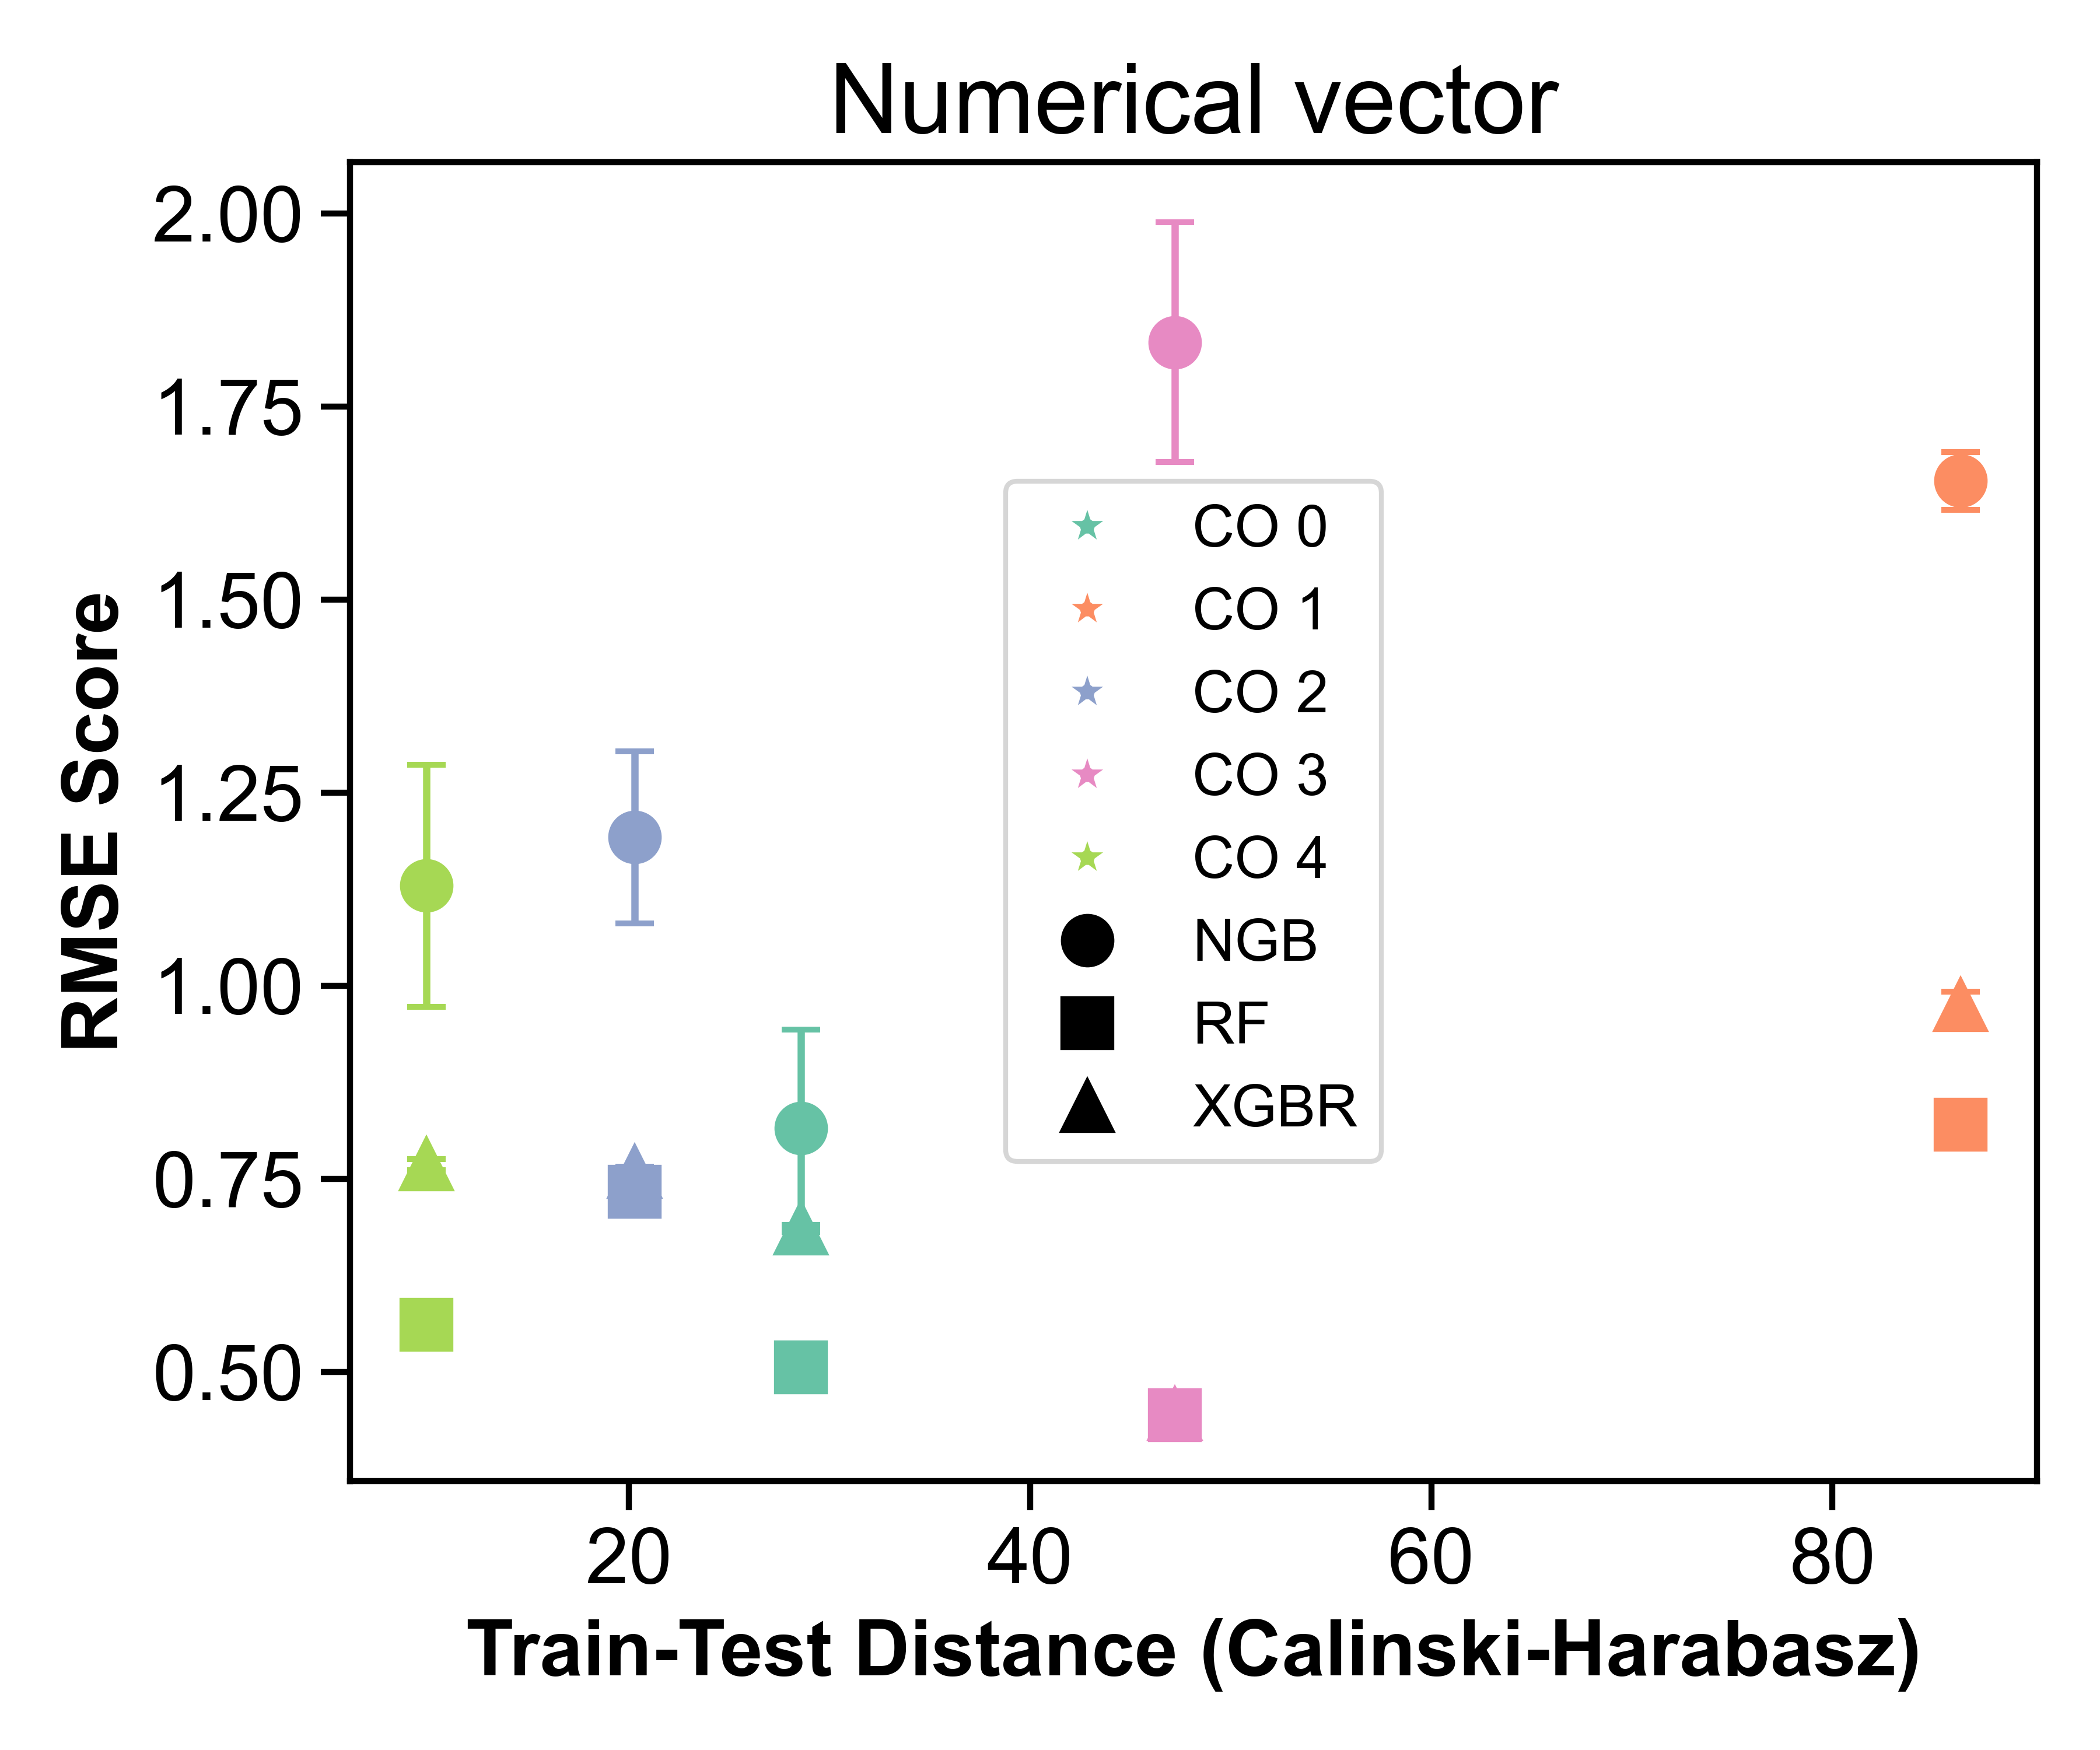 Numerical vector
2.00
1.75
1.50
1.25
1.00
0.75
0.50
RMSE Score
CO 0
CO 1
CO 2
CO 3
CO 4
NGB
RF
XGBR
20 40 60 80
Train-Test Distance (Calinski-Harabasz)